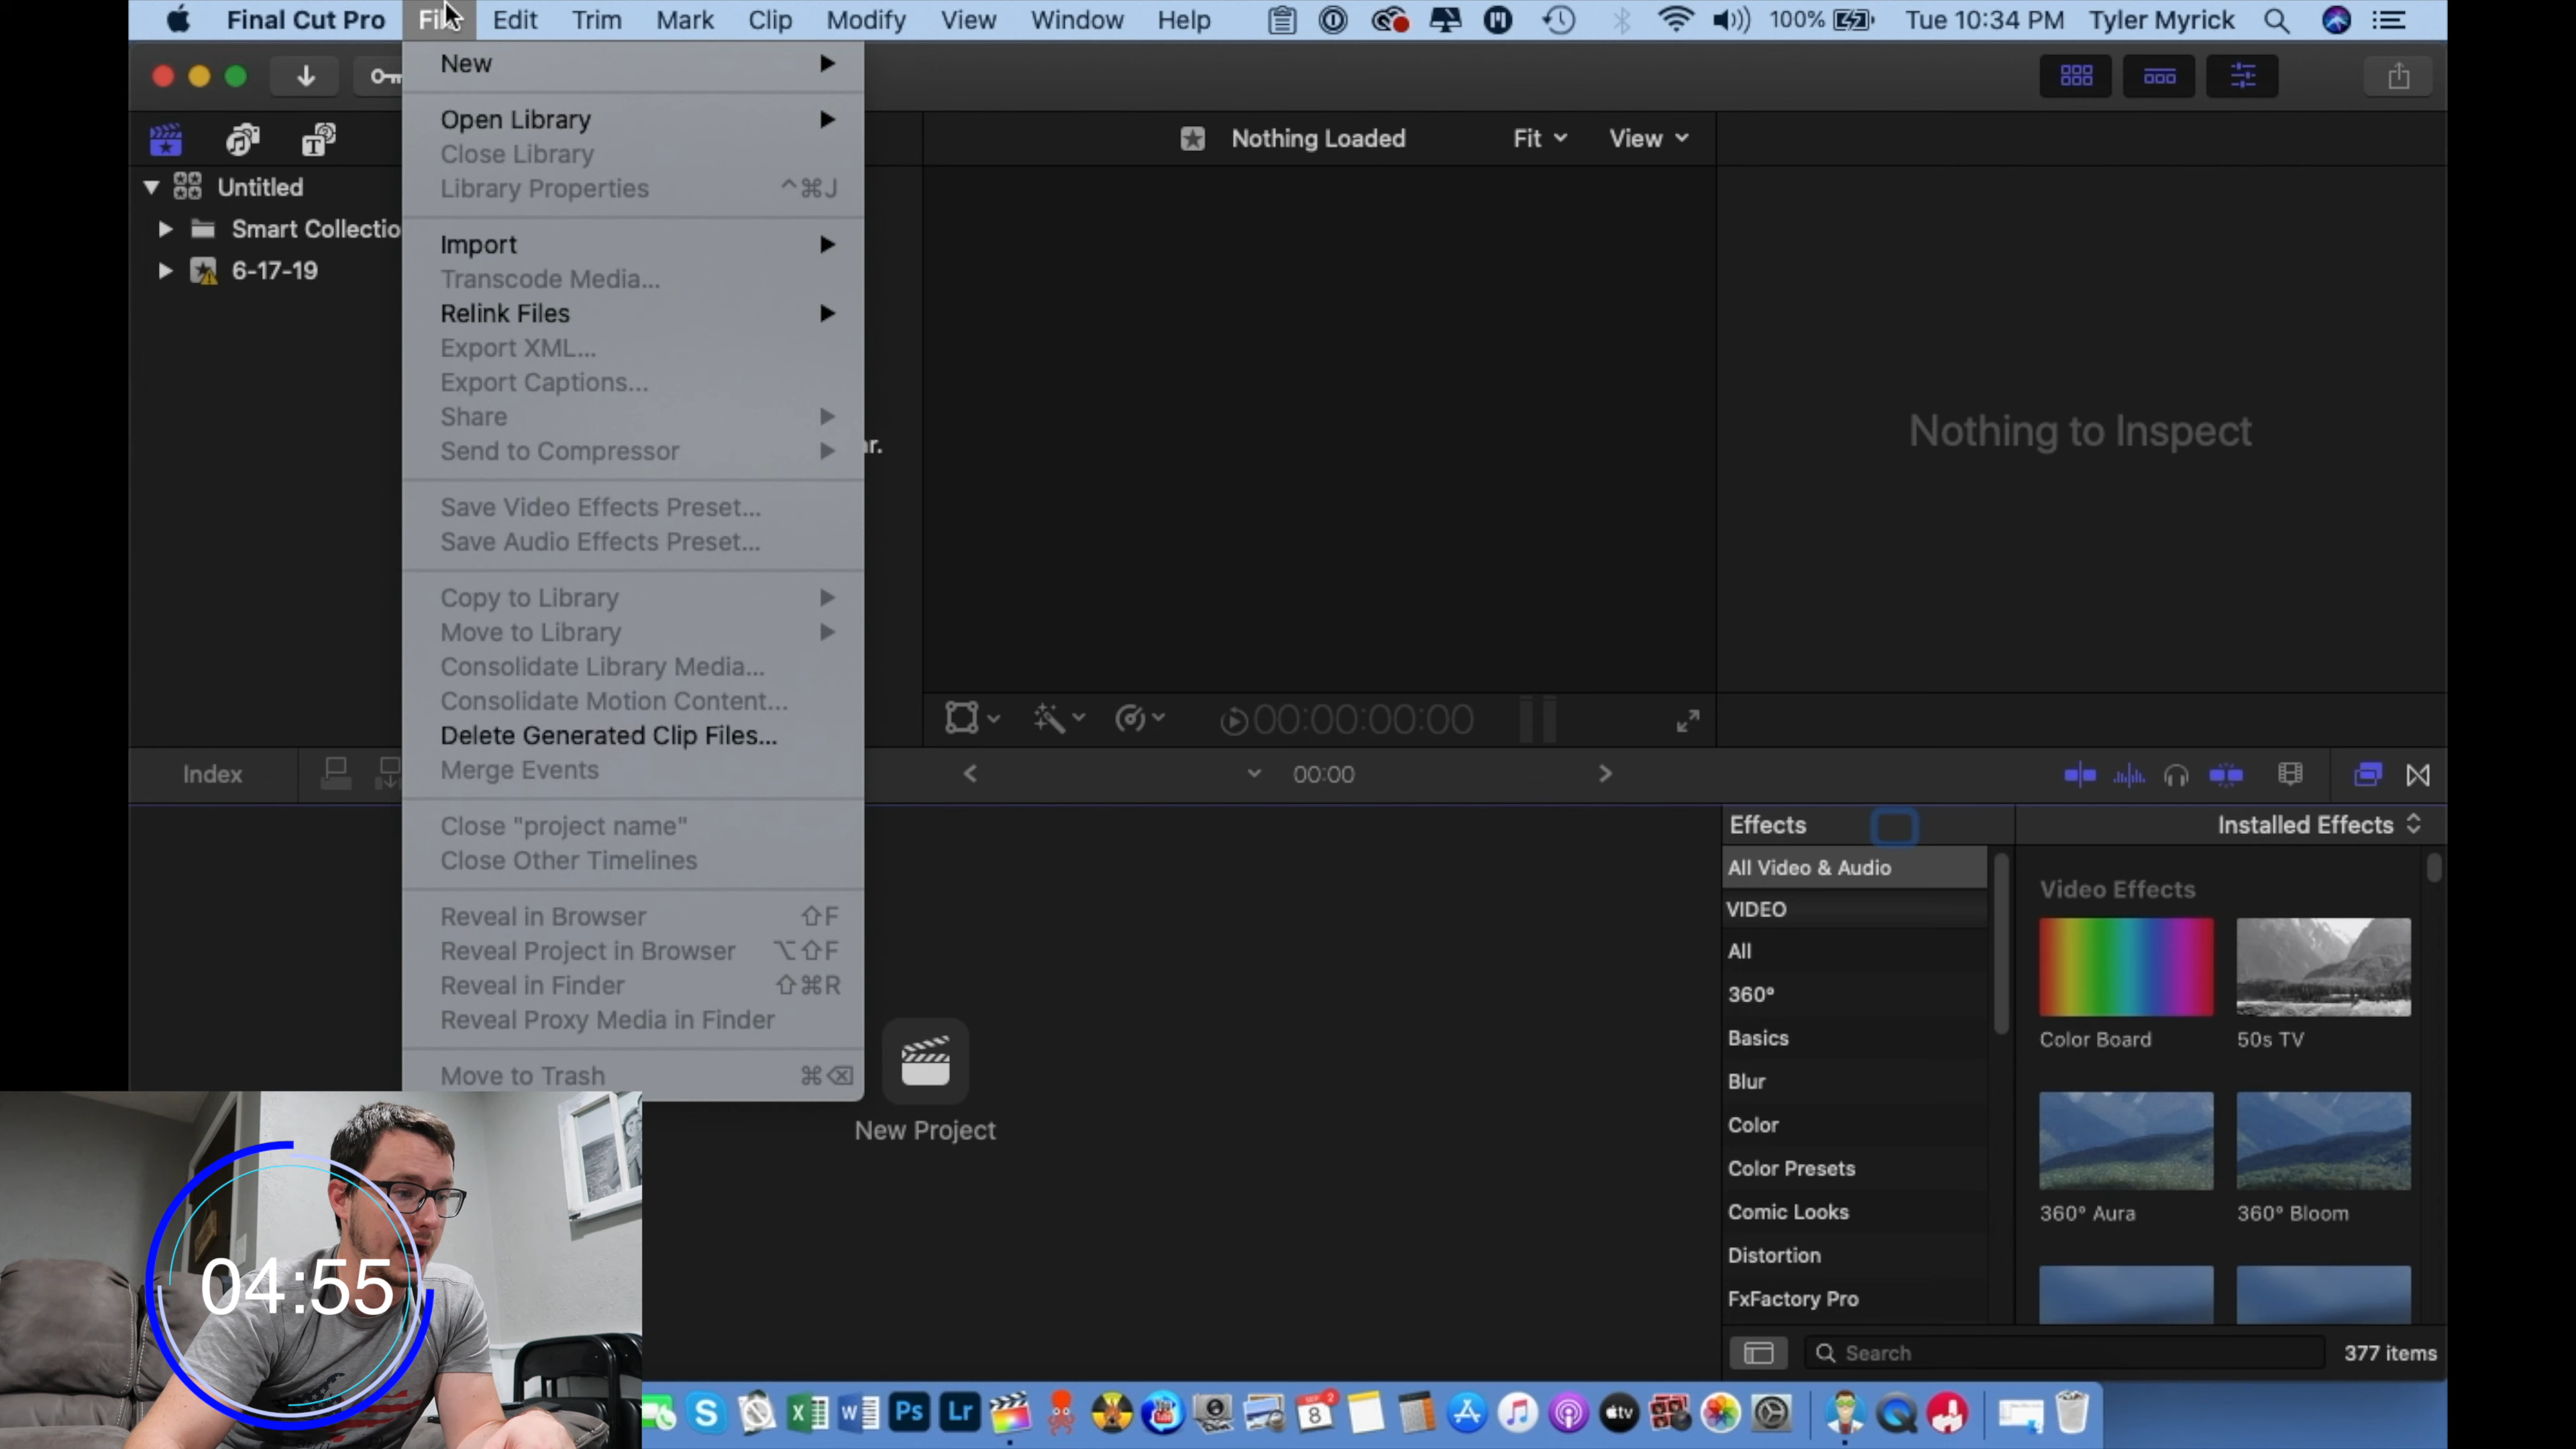 Final Cut Pro File Edit Trim Mark Clip Modify View Window Help 100% Tue 10:34 PM Tyler Myrick
New
Open Library
Close Library
Library Properties ^⌘J
Import
Transcode Media...
Relink Files
Export XML...
Export Captions...
Share
Send to Compressor
Save Video Effects Preset...
Save Audio Effects Preset...
Copy to Library
Move to Library
Consolidate Library Media...
Consolidate Motion Content...
Delete Generated Clip Files...
Merge Events
Close "project name"
Close Other Timelines
Reveal in Browser ⇧F
Reveal Project in Browser ⌥⇧F
Reveal in Finder ⇧⌘R
Reveal Proxy Media in Finder
Move to Trash ⌘⌫
Untitled
Smart Collectio
6-17-19
ar.
Nothing Loaded Fit View
Nothing to Inspect
00:00:00:00
Index
00:00
New Project
Effects Installed Effects
All Video & Audio
VIDEO
All
360°
Basics
Blur
Color
Color Presets
Comic Looks
Distortion
FxFactory Pro
Video Effects
Color Board 50s TV
360° Aura 360° Bloom
Search 377 items
04:55
S X W Ps Lr 8 2 tv